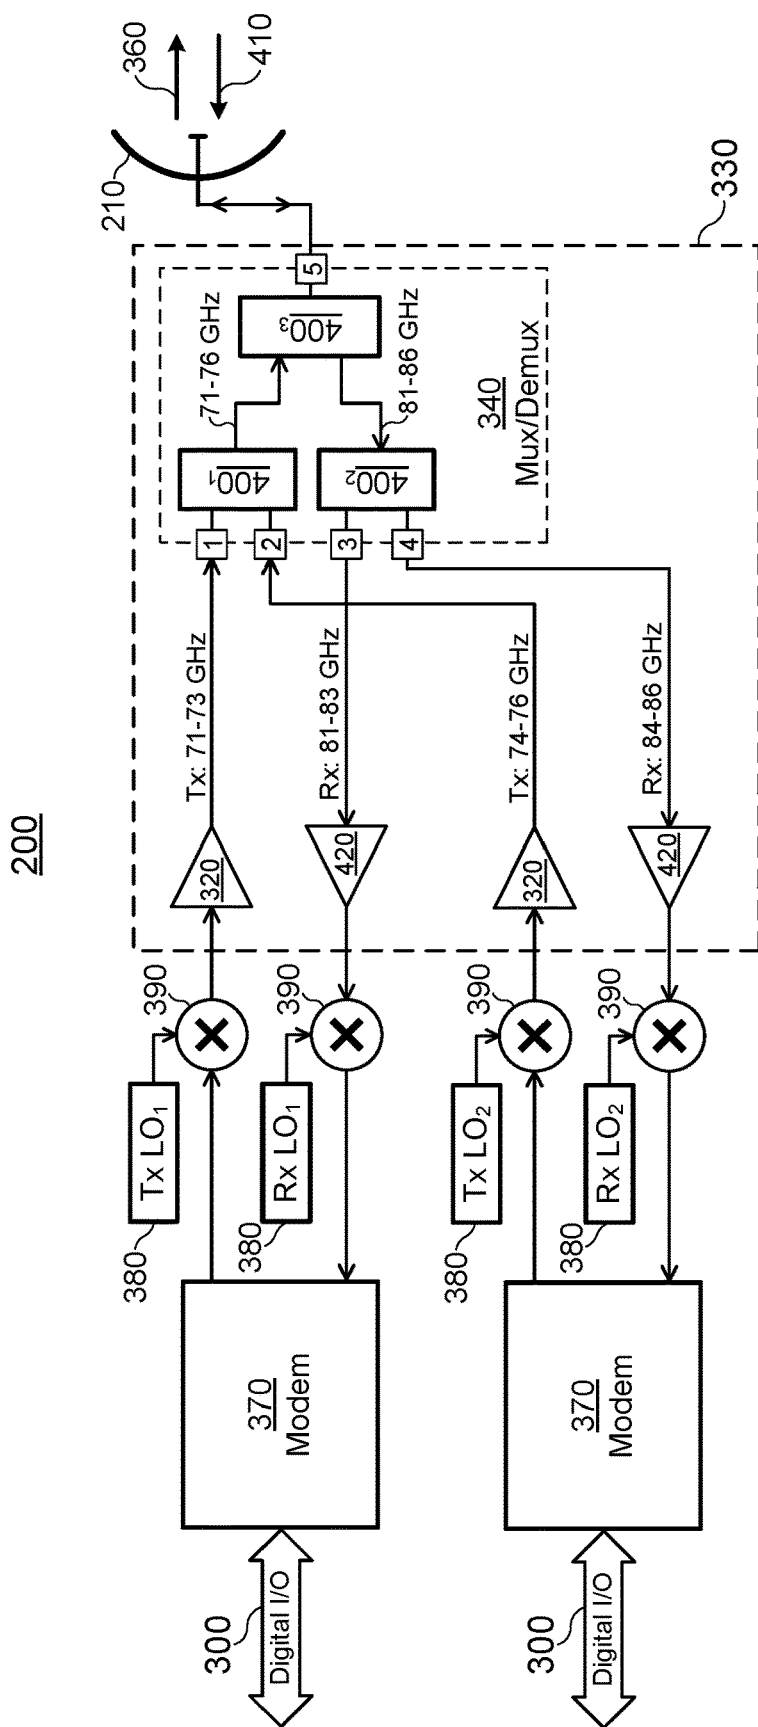 200
210
360
410
330
5
400₃
71-76 GHz
81-86 GHz
340
Mux/Demux
400₁
400₂
1
2
3
4
Tx: 71-73 GHz
Rx: 81-83 GHz
Tx: 74-76 GHz
Rx: 84-86 GHz
320
420
320
420
390
390
390
390
Tx LO₁
Rx LO₁
Tx LO₂
Rx LO₂
380
380
380
380
370
Modem
370
Modem
300
Digital I/O
300
Digital I/O